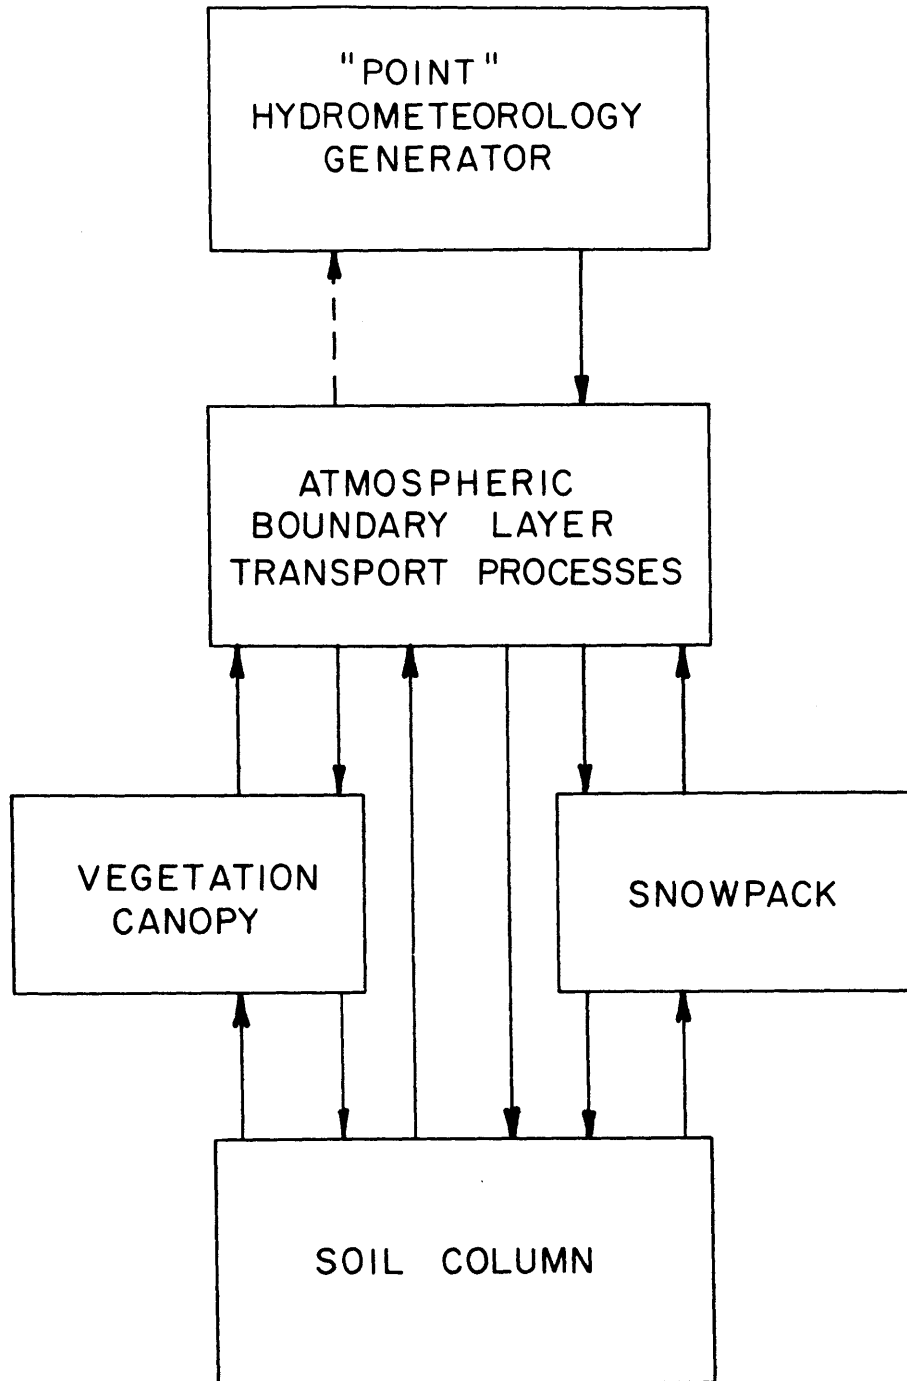 "POINT"
HYDROMETEOROLOGY
GENERATOR
ATMOSPHERIC
BOUNDARY LAYER
TRANSPORT PROCESSES
VEGETATION
CANOPY
SNOWPACK
SOIL COLUMN